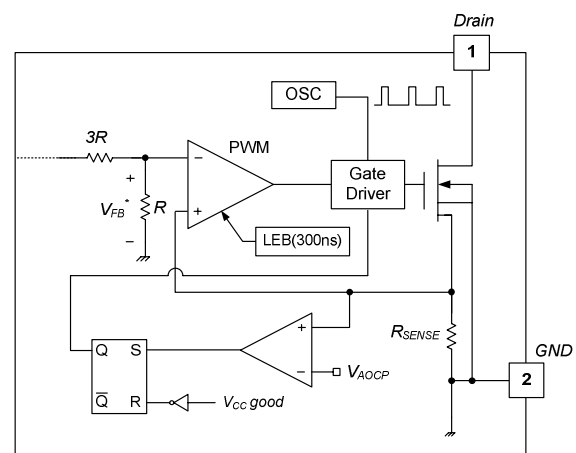 Drain
1
OSC
3R
PWM
−
+
Gate
Driver
+
V_FB*
−
R
LEB(300ns)
+
−
R_SENSE
V_AOCP
GND
2
Q S
Q̅ R
V_CC good